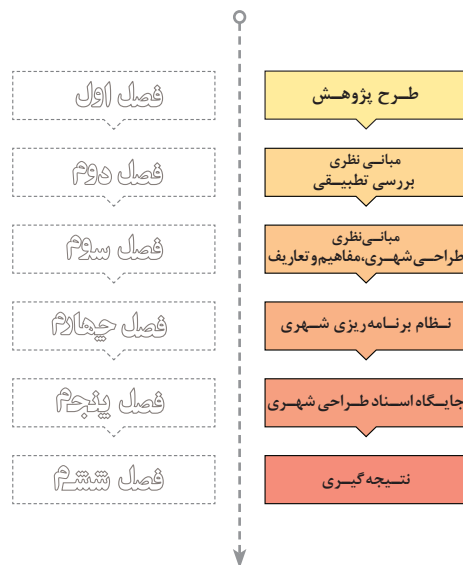 طرح پژوهش
فصل اول
مبانی نظری
بررسی تطبیقی
فصل دوم
مبانی نظری
طراحی شهری، مفاهیم و تعاریف
فصل سوم
نظام برنامه ریزی شهری
فصل چهارم
جایگاه اسناد طراحی شهری
فصل پنجم
نتیجه گیری
فصل ششم